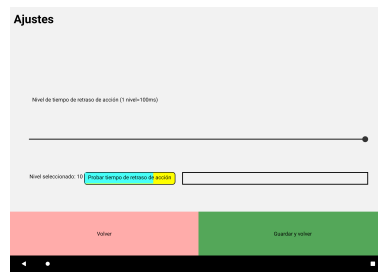 Ajustes
Nivel de tiempo de retraso de acción (1 nivel=100ms)
Nivel seleccionado: 10 Probar tiempo de retraso de acción
Volver Guardar y volver